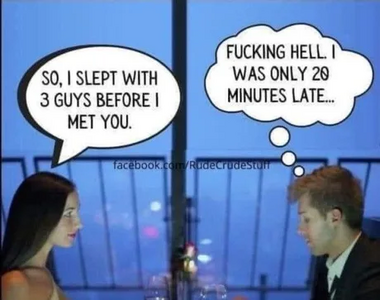 SO, I SLEPT WITH
3 GUYS BEFORE I
MET YOU.
FUCKING HELL. I
WAS ONLY 20
MINUTES LATE...
facebook.com/RudeCrudeStuff